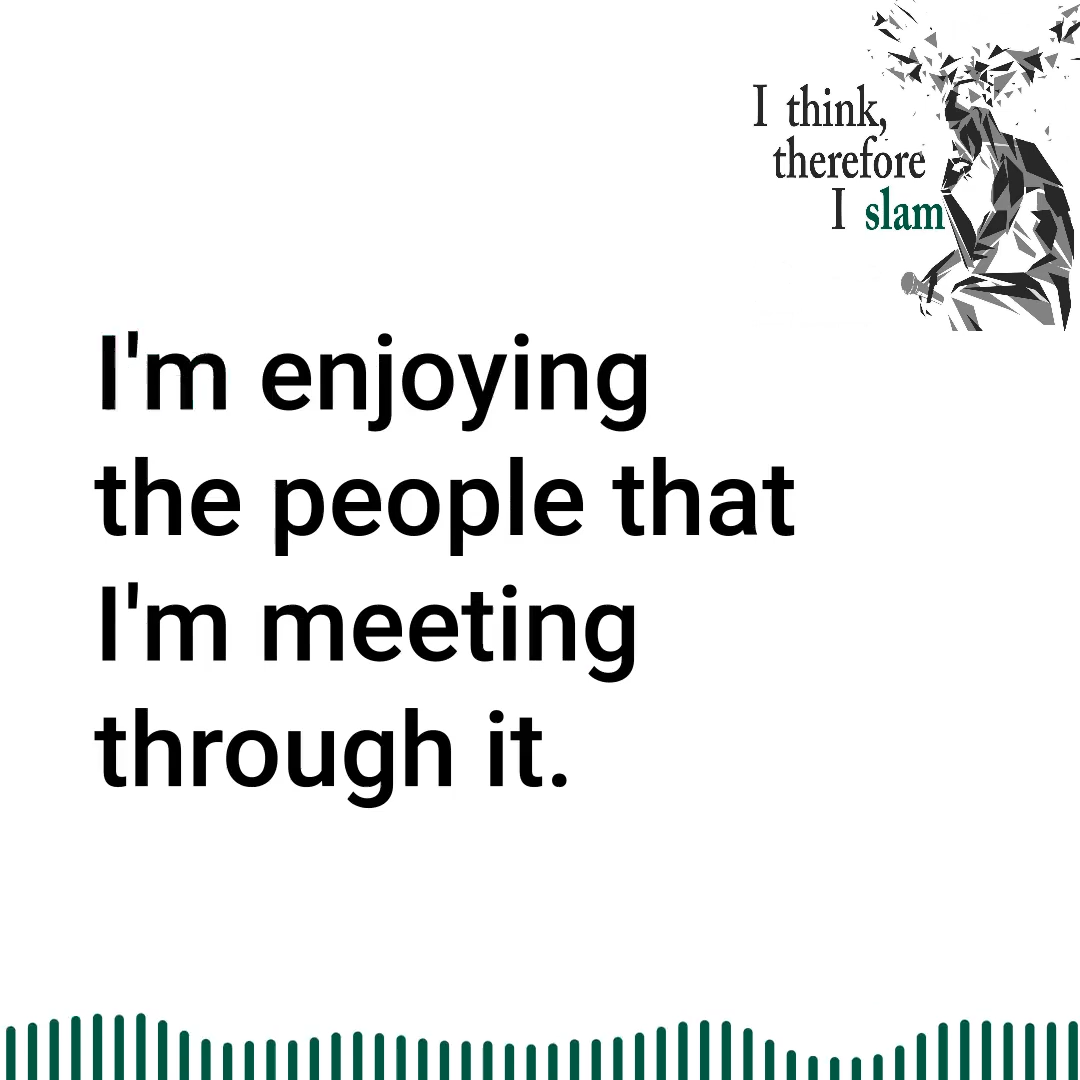 I think,
therefore
I slam
I'm enjoying
the people that
I'm meeting
through it.